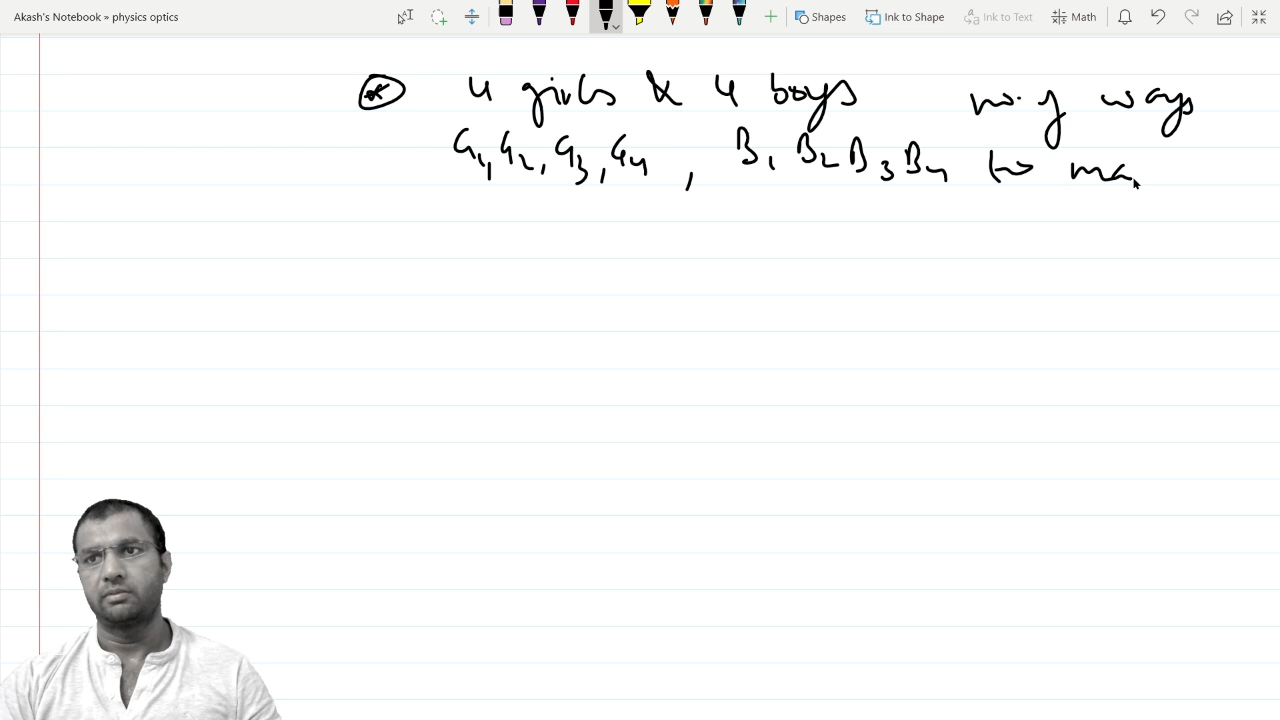 Akash's Notebook » physics optics
Shapes Ink to Shape Ink to Text Math
4 girls & 4 boys no. of ways
G1, G2, G3, G4 , B1 B2 B3 B4 to ma